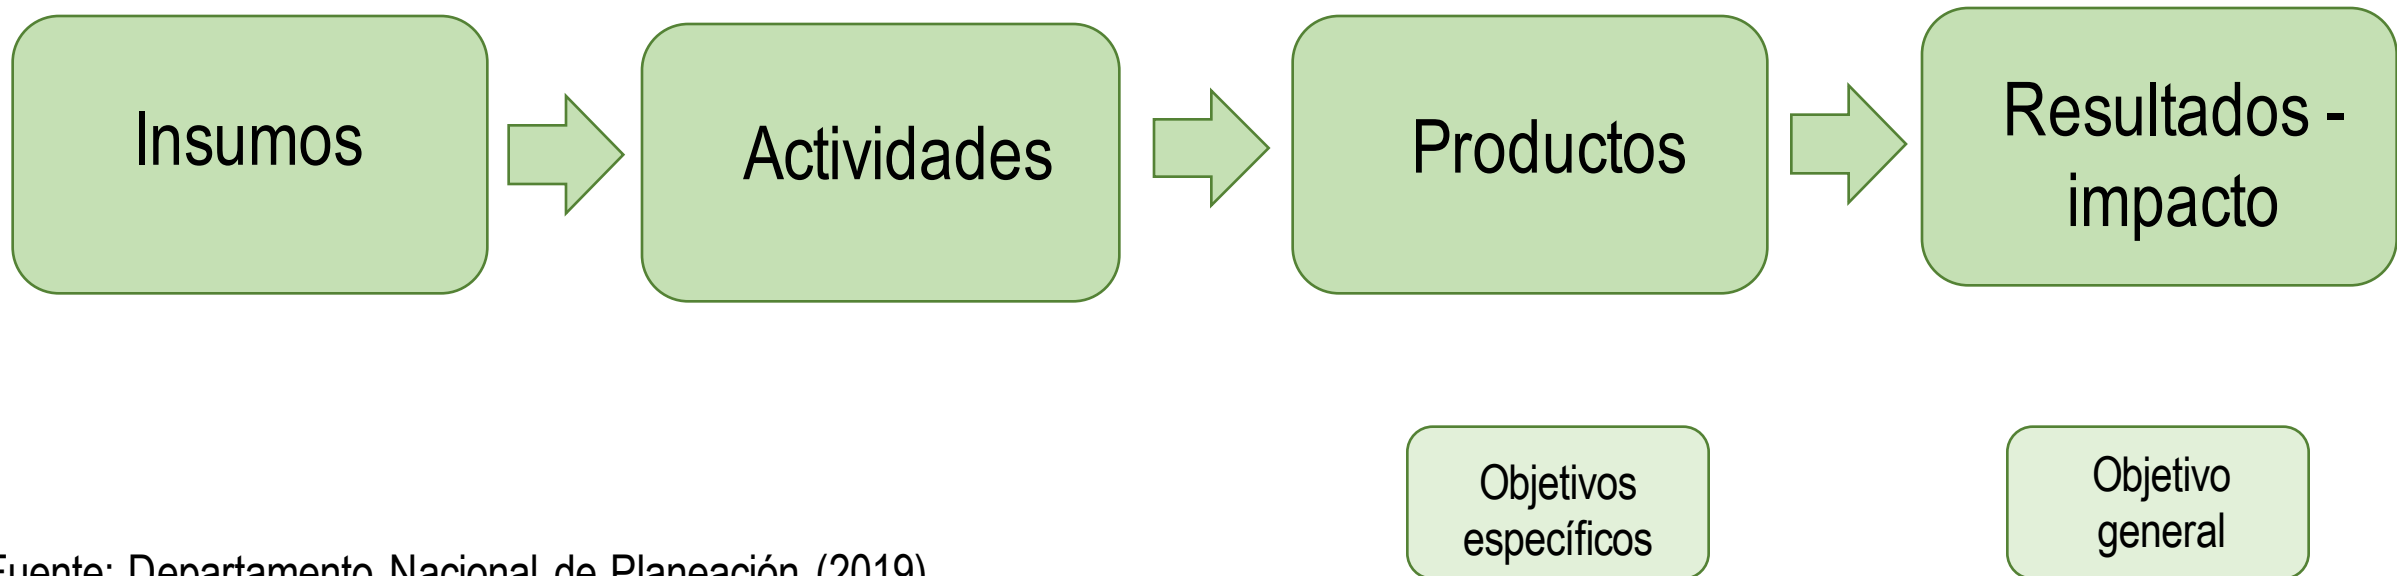 Insumos
Actividades
Productos
Resultados -
impacto
Objetivos
específicos
Objetivo
general
Fuente: Departamento Nacional de Planeación (2019)